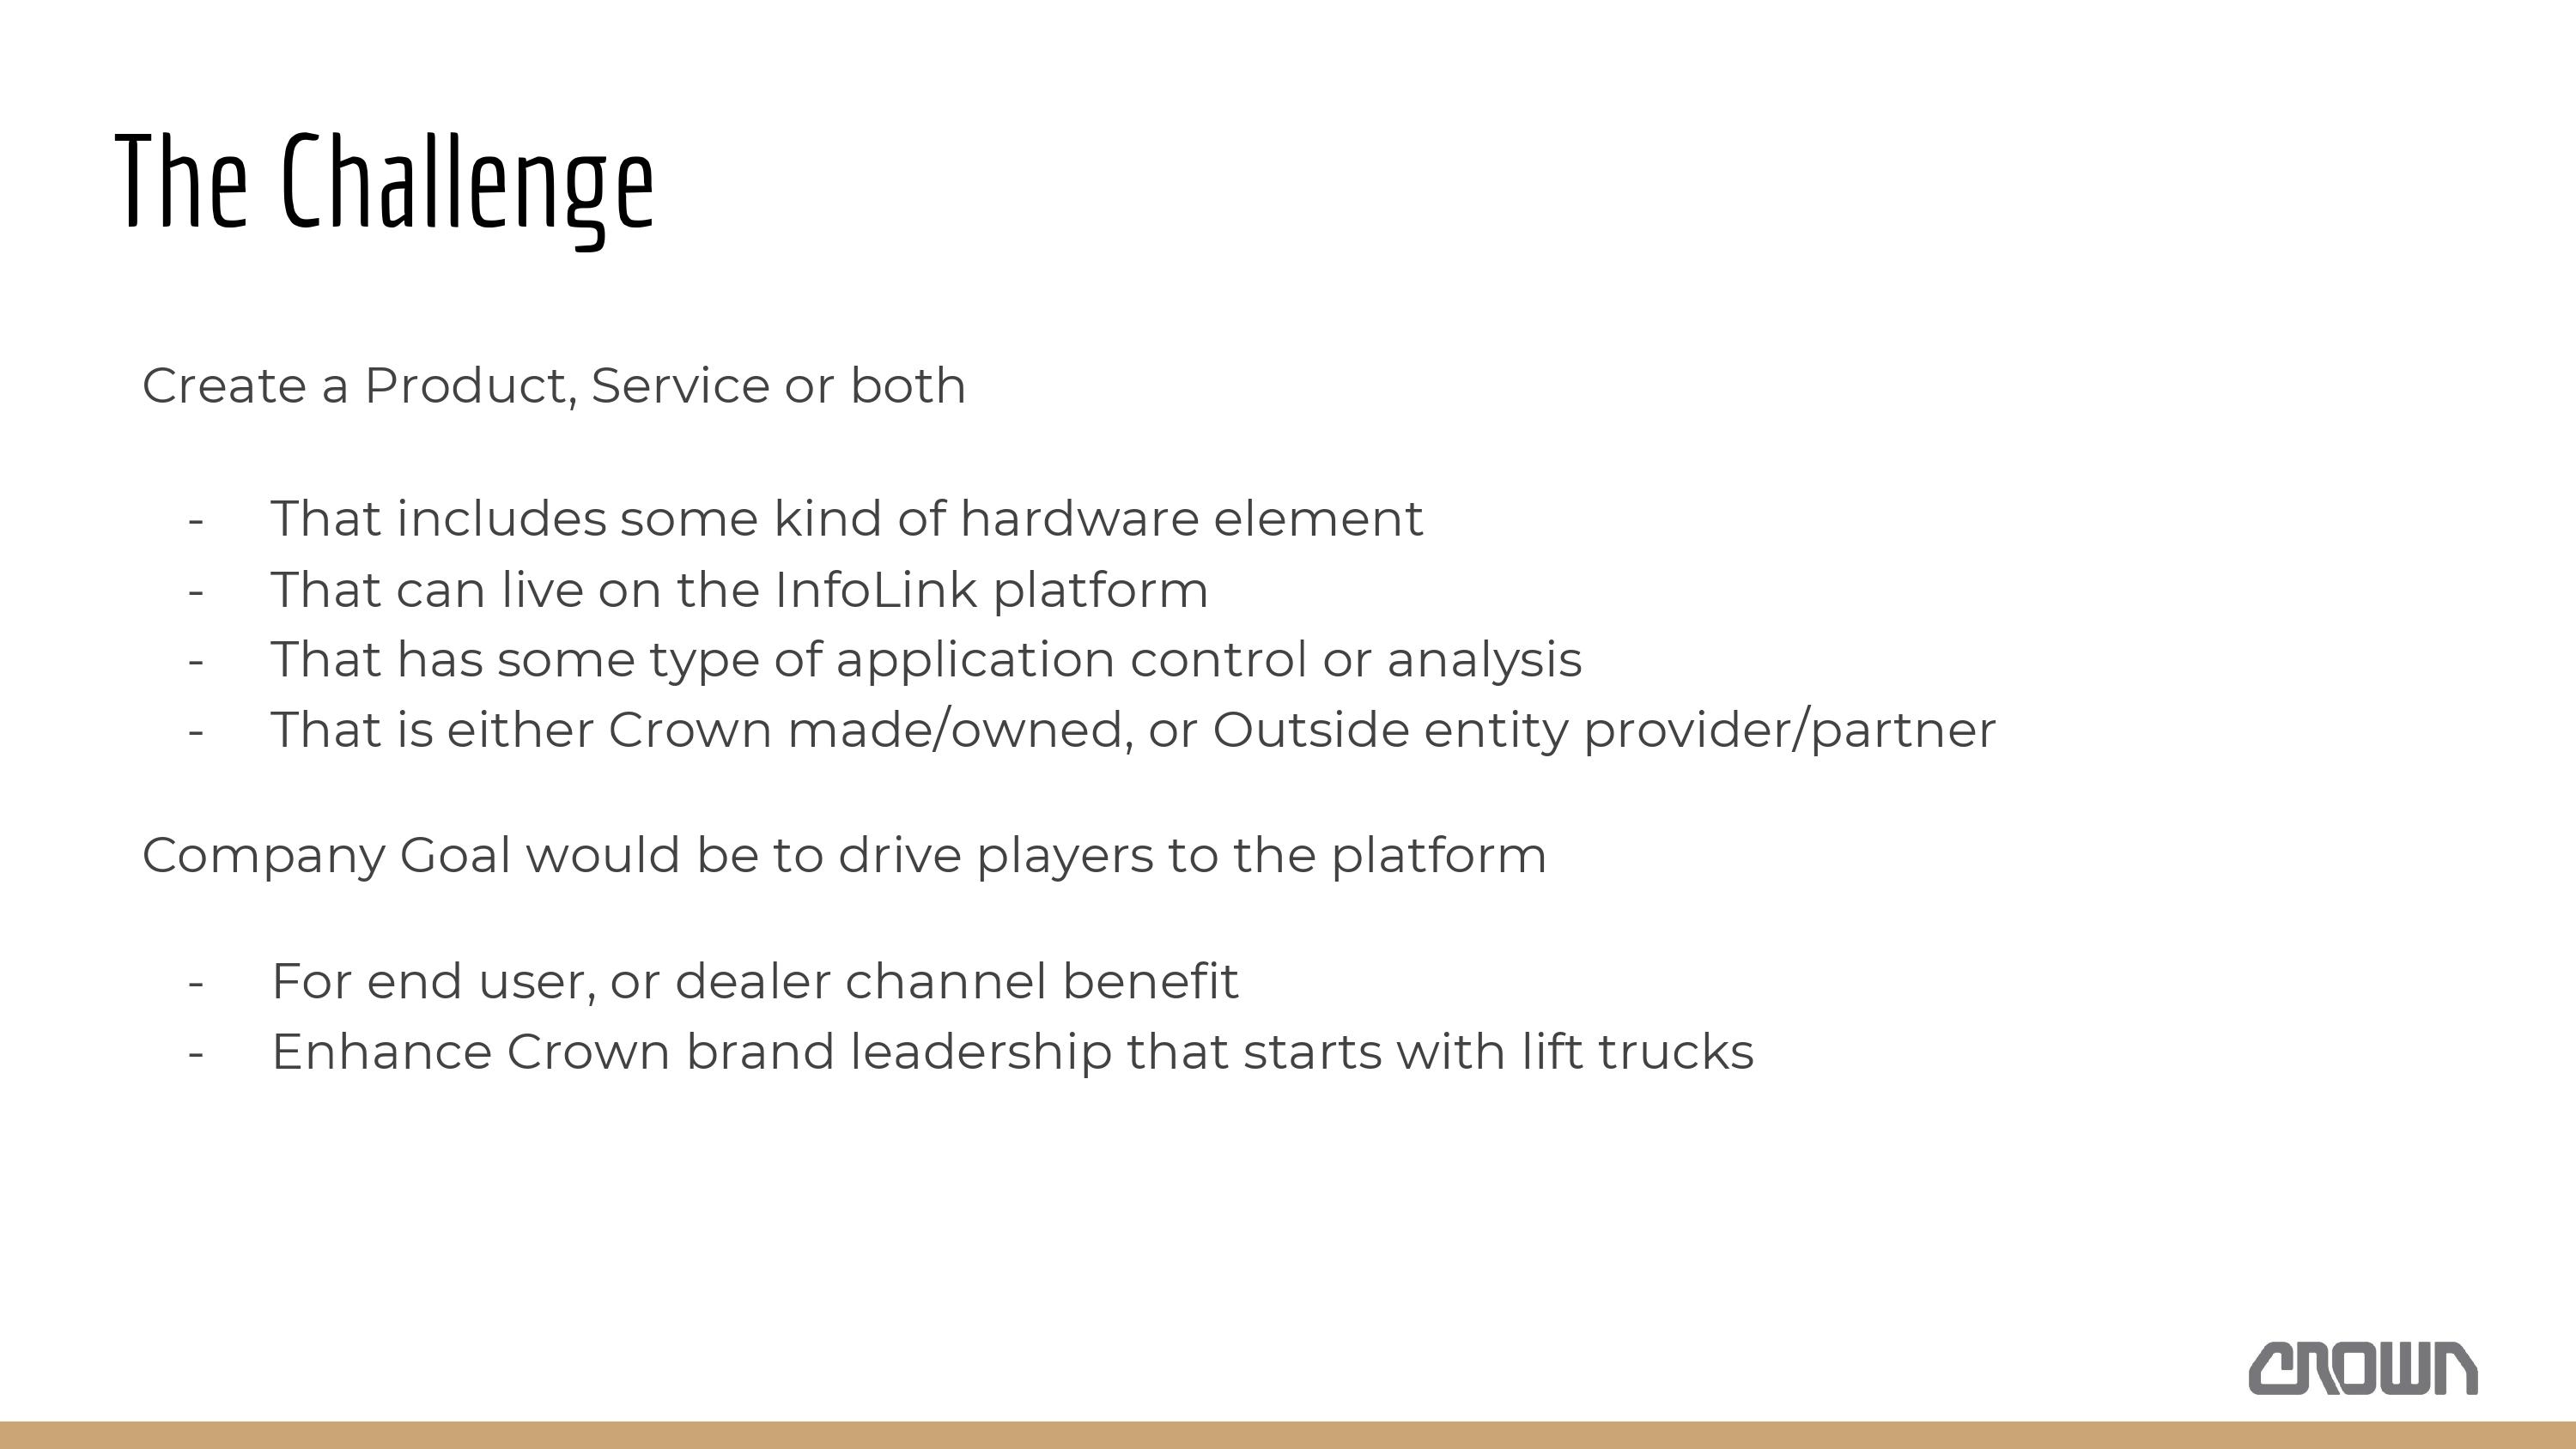 The Challenge
Create a Product, Service or both
- That includes some kind of hardware element
- That can live on the InfoLink platform
- That has some type of application control or analysis
- That is either Crown made/owned, or Outside entity provider/partner
Company Goal would be to drive players to the platform
- For end user, or dealer channel benefit
- Enhance Crown brand leadership that starts with lift trucks
CROWN